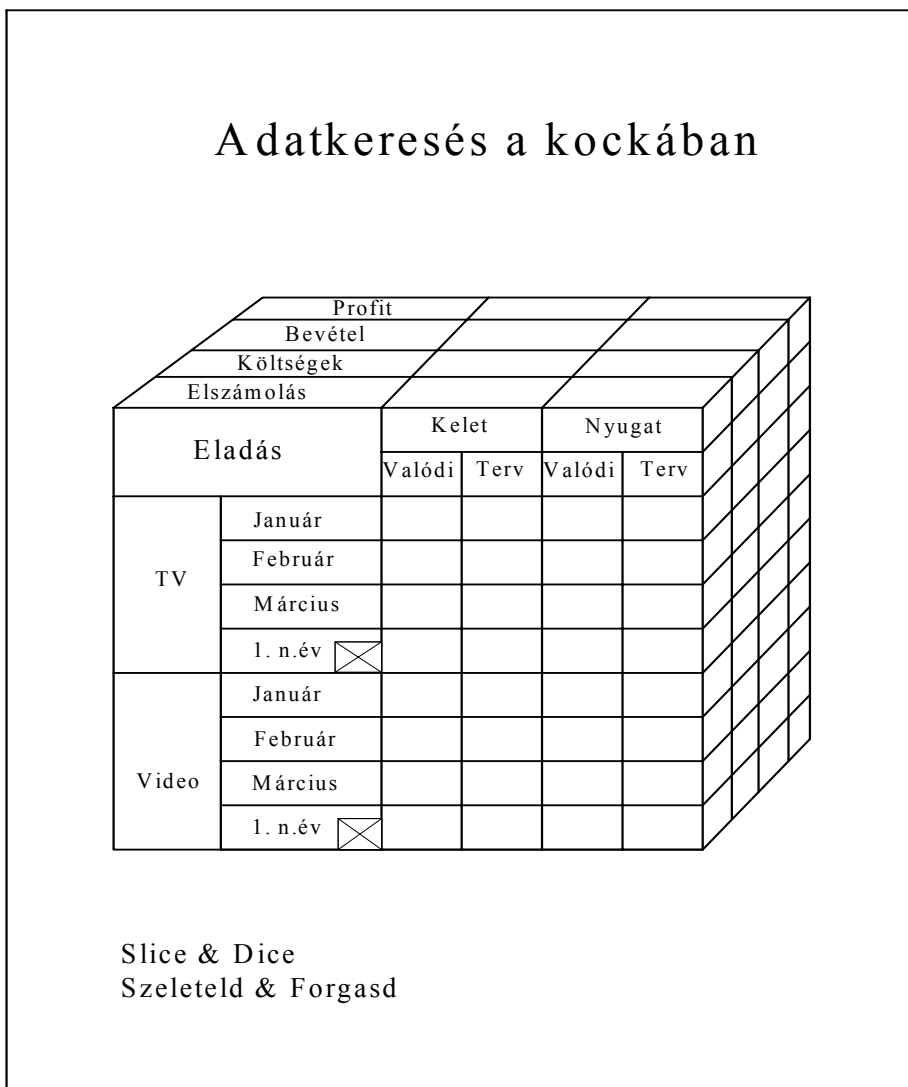 Adatkeresés a kockában
Profit
Bevétel
Költségek
Elszámolás
Eladás
Kelet Nyugat
Valódi Terv Valódi Terv
TV
Január
Február
Március
1. n.év
Video
Január
Február
Március
1. n.év
Slice & Dice
Szeleteld & Forgasd